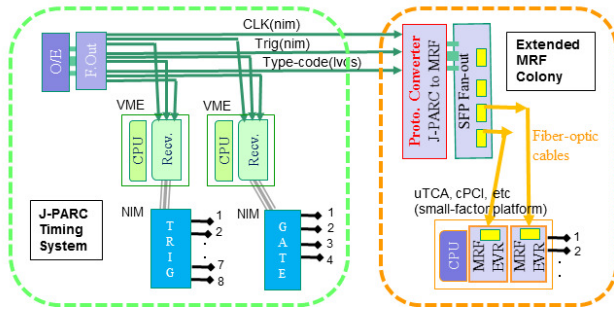 CLK(nim)
Trig(nim)
Type-code(lvds)
O/E
F.Out
VME
VME
CPU
Recv.
CPU
Recv.
NIM
NIM
TRIG
1
2
.
.
7
8
GATE
1
2
3
4
J-PARC
Timing
System
Proto. Converter
J-PARC to MRF
SFP Fan-out
Extended
MRF
Colony
Fiber-optic
cables
uTCA, cPCI, etc
(small-factor platform)
CPU
MRF
EVR
MRF
EVR
1
2
.
.